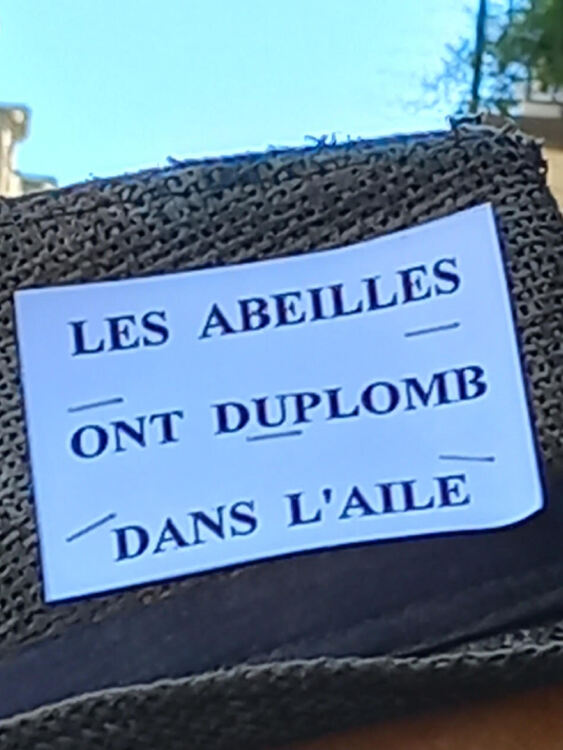 LES ABEILLES
ONT DUPLOMB
DANS L'AILE